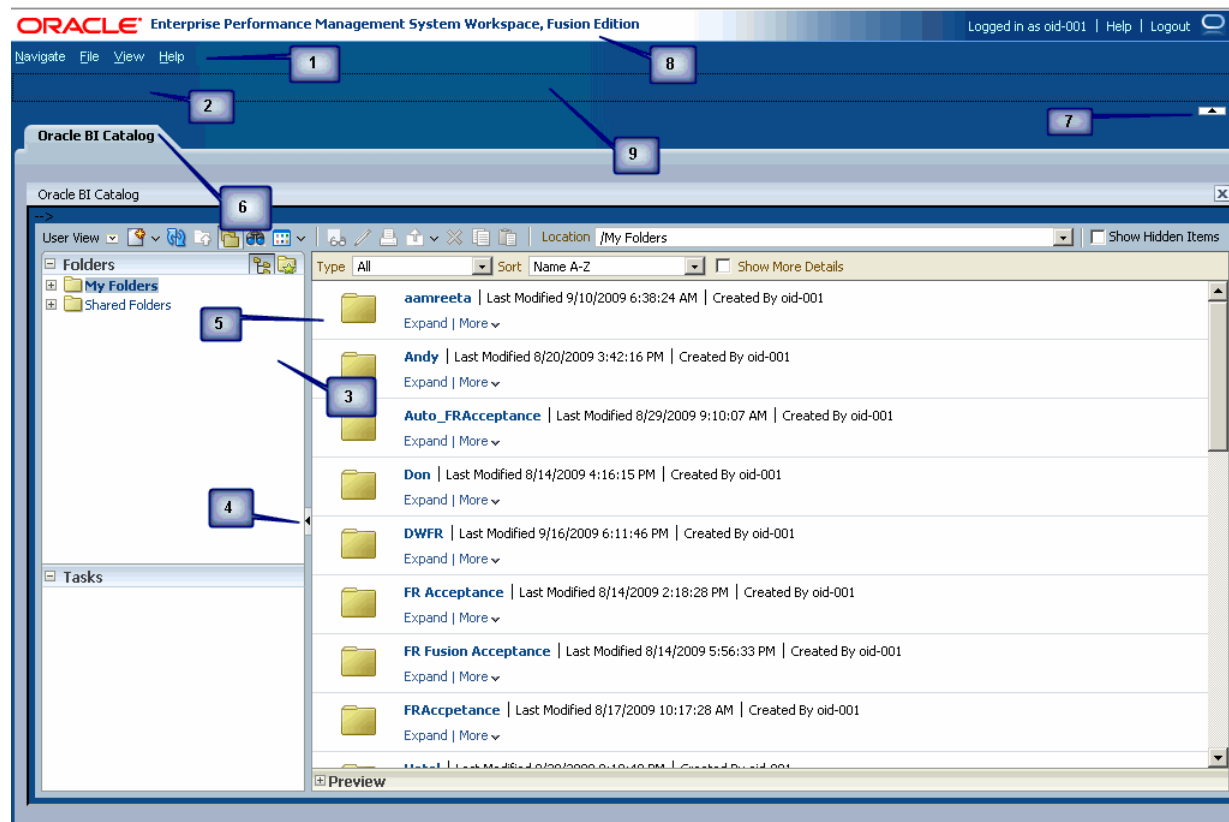 ORACLE Enterprise Performance Management System Workspace, Fusion Edition
Logged in as oid-001 | Help | Logout
Navigate File View Help
1
8
2
7
Oracle BI Catalog
9
Oracle BI Catalog
6
-->
User View
Location /My Folders
Show Hidden Items
Folders
Type All Sort Name A-Z Show More Details
My Folders
Shared Folders
5
3
4
aamreeta | Last Modified 9/10/2009 6:38:24 AM | Created By oid-001
Expand | More
Andy | Last Modified 8/20/2009 3:42:16 PM | Created By oid-001
Expand | More
Auto_FRAcceptance | Last Modified 8/29/2009 9:10:07 AM | Created By oid-001
Expand | More
Don | Last Modified 8/14/2009 4:16:15 PM | Created By oid-001
Expand | More
DWFR | Last Modified 9/16/2009 6:11:46 PM | Created By oid-001
Expand | More
Tasks
FR Acceptance | Last Modified 8/14/2009 2:18:28 PM | Created By oid-001
Expand | More
FR Fusion Acceptance | Last Modified 8/14/2009 5:56:33 PM | Created By oid-001
Expand | More
FRAccpetance | Last Modified 8/17/2009 10:17:28 AM | Created By oid-001
Expand | More
Preview